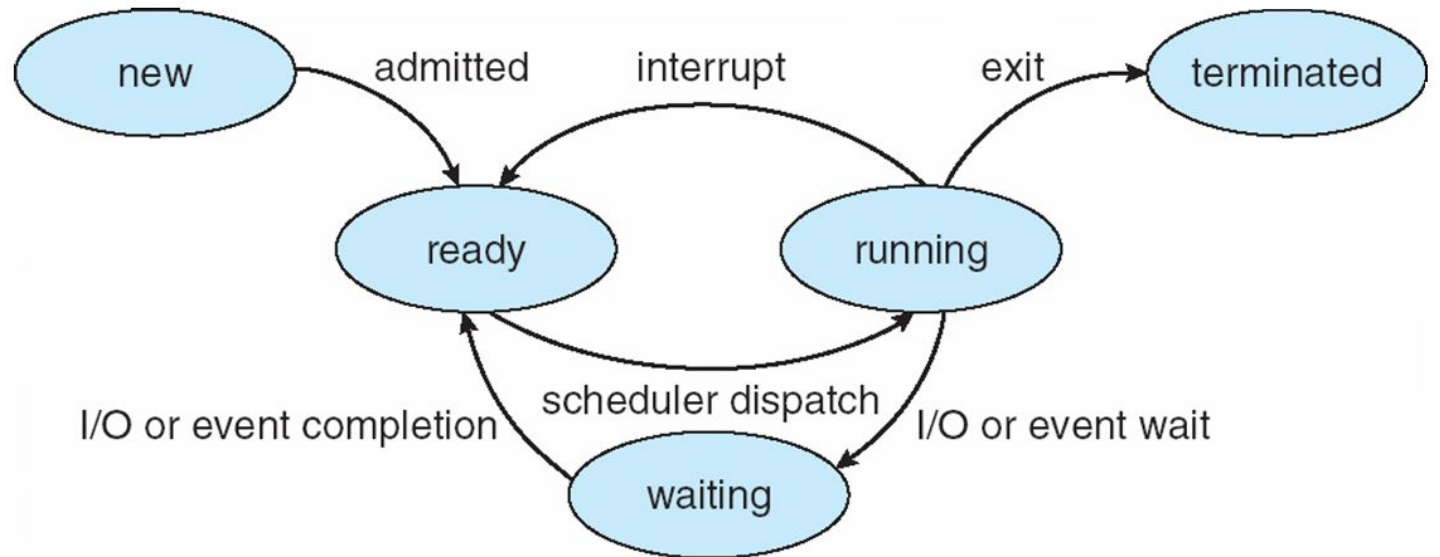 new
admitted
interrupt
exit
terminated
ready
running
scheduler dispatch
I/O or event completion
I/O or event wait
waiting